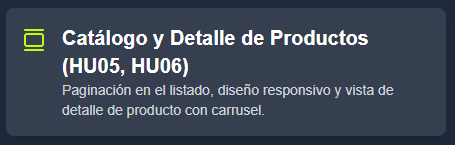 Catálogo y Detalle de Productos
(HU05, HU06)
Paginación en el listado, diseño responsivo y vista de
detalle de producto con carrusel.